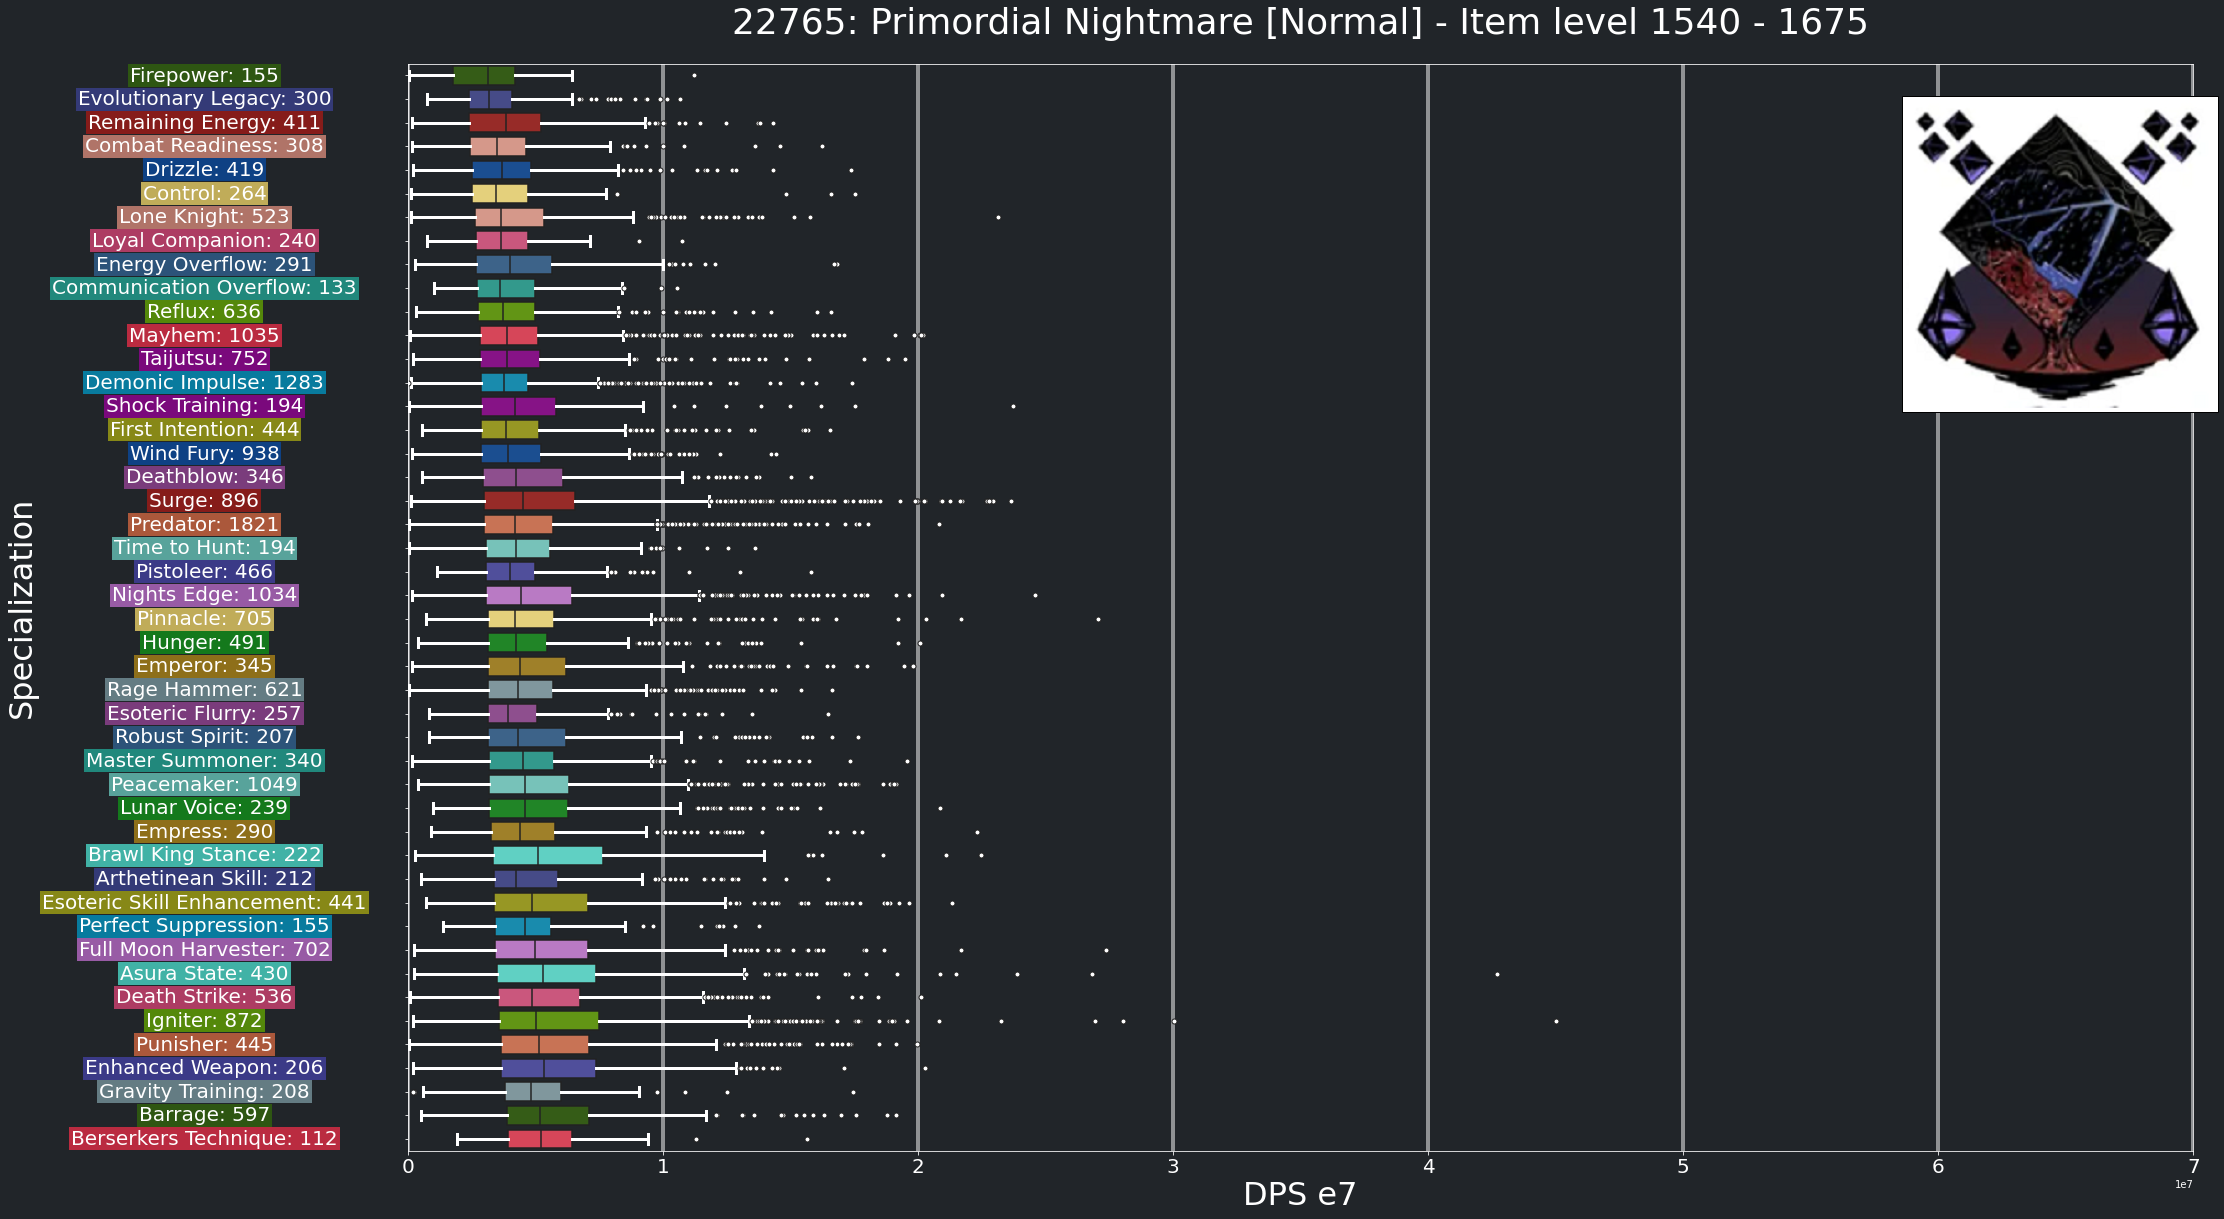 22765: Primordial Nightmare [Normal] - Item level 1540 - 1675
Specialization
Firepower: 155
Evolutionary Legacy: 300
Remaining Energy: 411
Combat Readiness: 308
Drizzle: 419
Control: 264
Lone Knight: 523
Loyal Companion: 240
Energy Overflow: 291
Communication Overflow: 133
Reflux: 636
Mayhem: 1035
Taijutsu: 752
Demonic Impulse: 1283
Shock Training: 194
First Intention: 444
Wind Fury: 938
Deathblow: 346
Surge: 896
Predator: 1821
Time to Hunt: 194
Pistoleer: 466
Nights Edge: 1034
Pinnacle: 705
Hunger: 491
Emperor: 345
Rage Hammer: 621
Esoteric Flurry: 257
Robust Spirit: 207
Master Summoner: 340
Peacemaker: 1049
Lunar Voice: 239
Empress: 290
Brawl King Stance: 222
Arthetinean Skill: 212
Esoteric Skill Enhancement: 441
Perfect Suppression: 155
Full Moon Harvester: 702
Asura State: 430
Death Strike: 536
Igniter: 872
Punisher: 445
Enhanced Weapon: 206
Gravity Training: 208
Barrage: 597
Berserkers Technique: 112
0 1 2 3 4 5 6 7
1e7
DPS e7